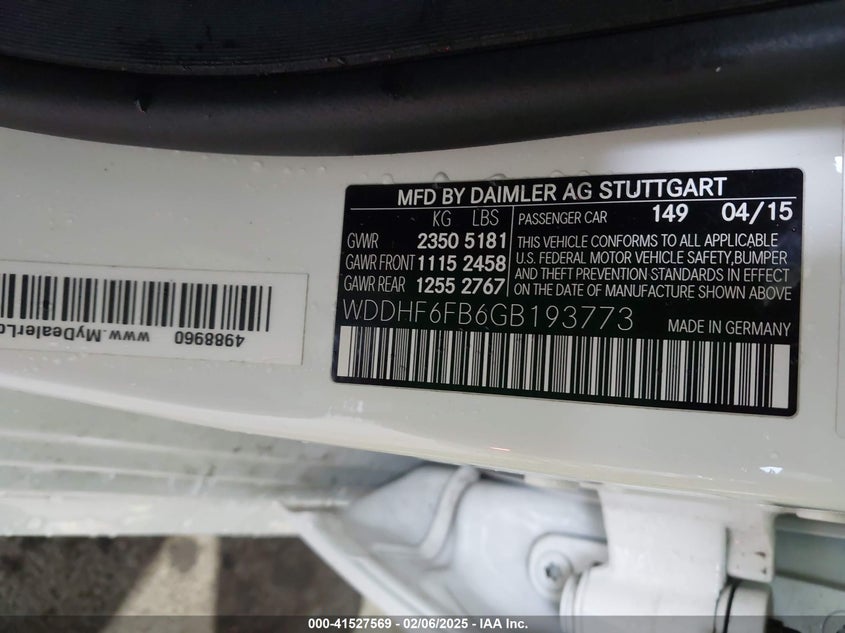 MFD BY DAIMLER AG STUTTGART
KG LBS
GVWR 2350 5181
GAWR FRONT 1115 2458
GAWR REAR 1255 2767
PASSENGER CAR 149 04/15
THIS VEHICLE CONFORMS TO ALL APPLICABLE
U.S. FEDERAL MOTOR VEHICLE SAFETY,BUMPER
AND THEFT PREVENTION STANDARDS IN EFFECT
ON THE DATE OF MANUFACTURE SHOWN ABOVE
WDDHF6FB6GB193773 MADE IN GERMANY
4988960
000-41527569 - 02/06/2025 - IAA Inc.